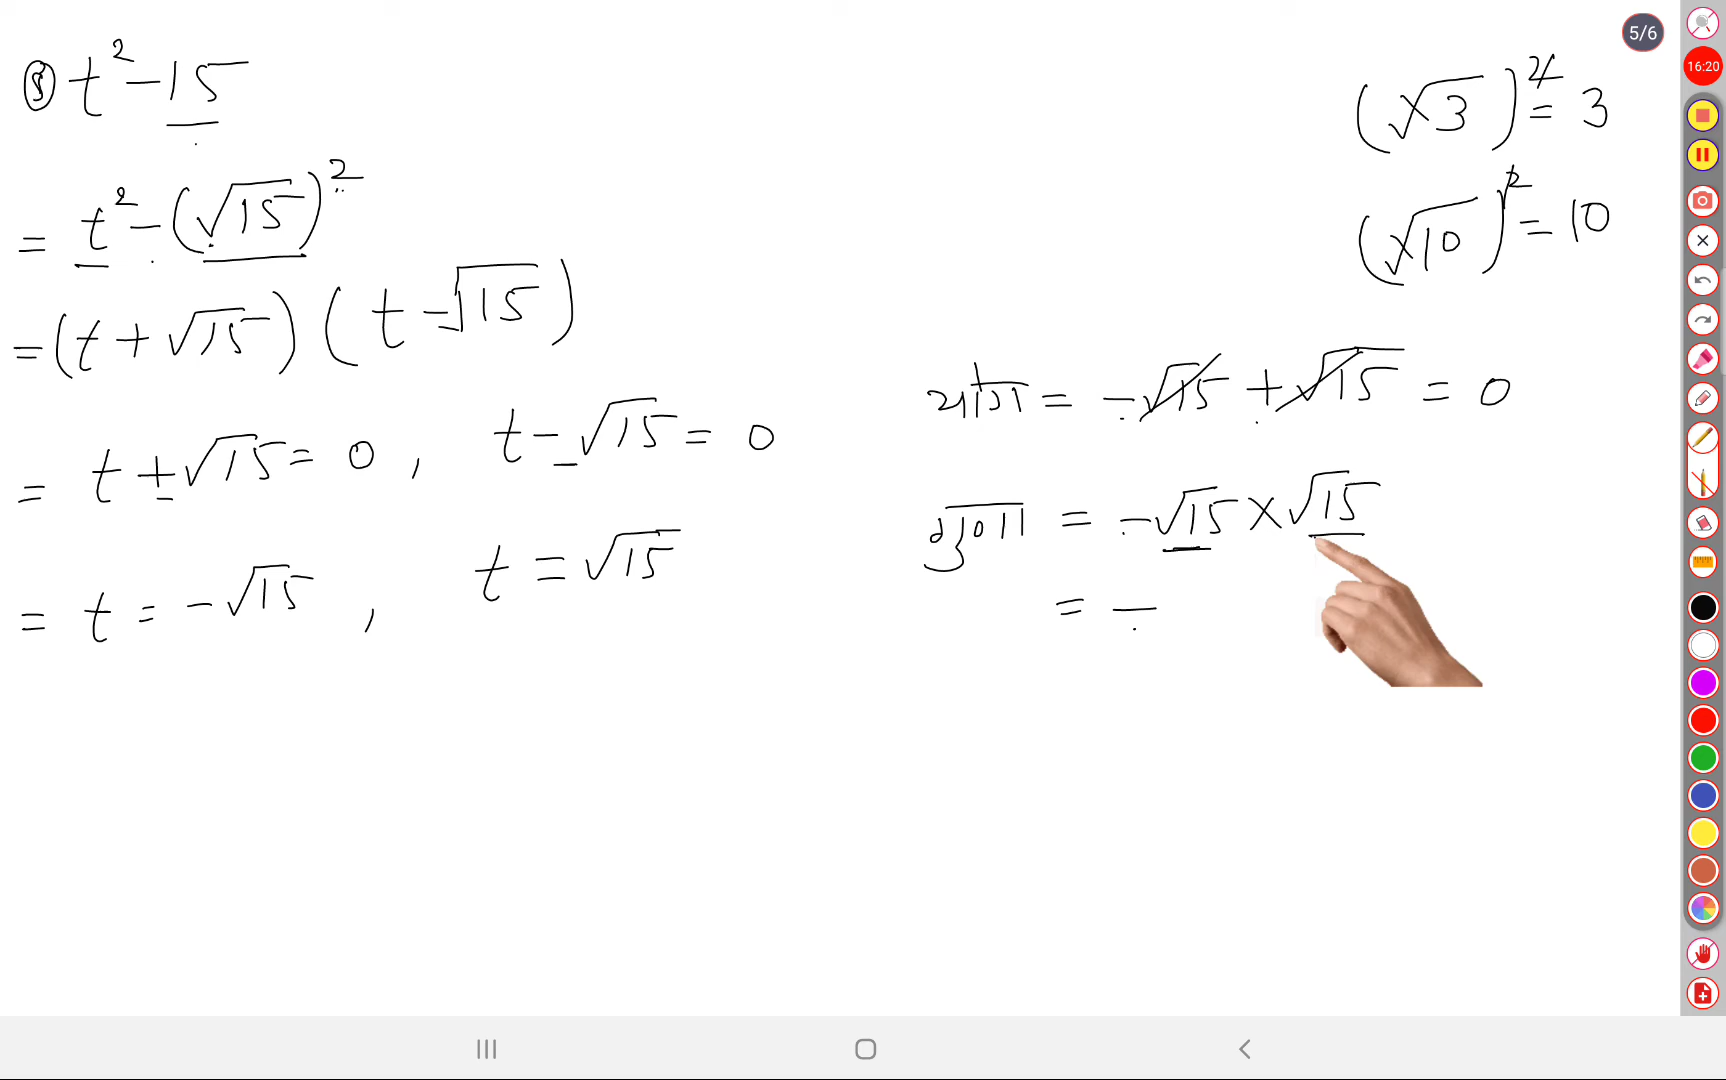 ⑤ t² - 15
= t² - (√15)²
= (t + √15) (t - √15)
= t + √15 = 0 , t - √15 = 0
= t = - √15 , t = √15
(√3)² = 3
(√10)² = 10
= - √15 + √15 = 0
= - √15 × √15
= -
5/6
16:20